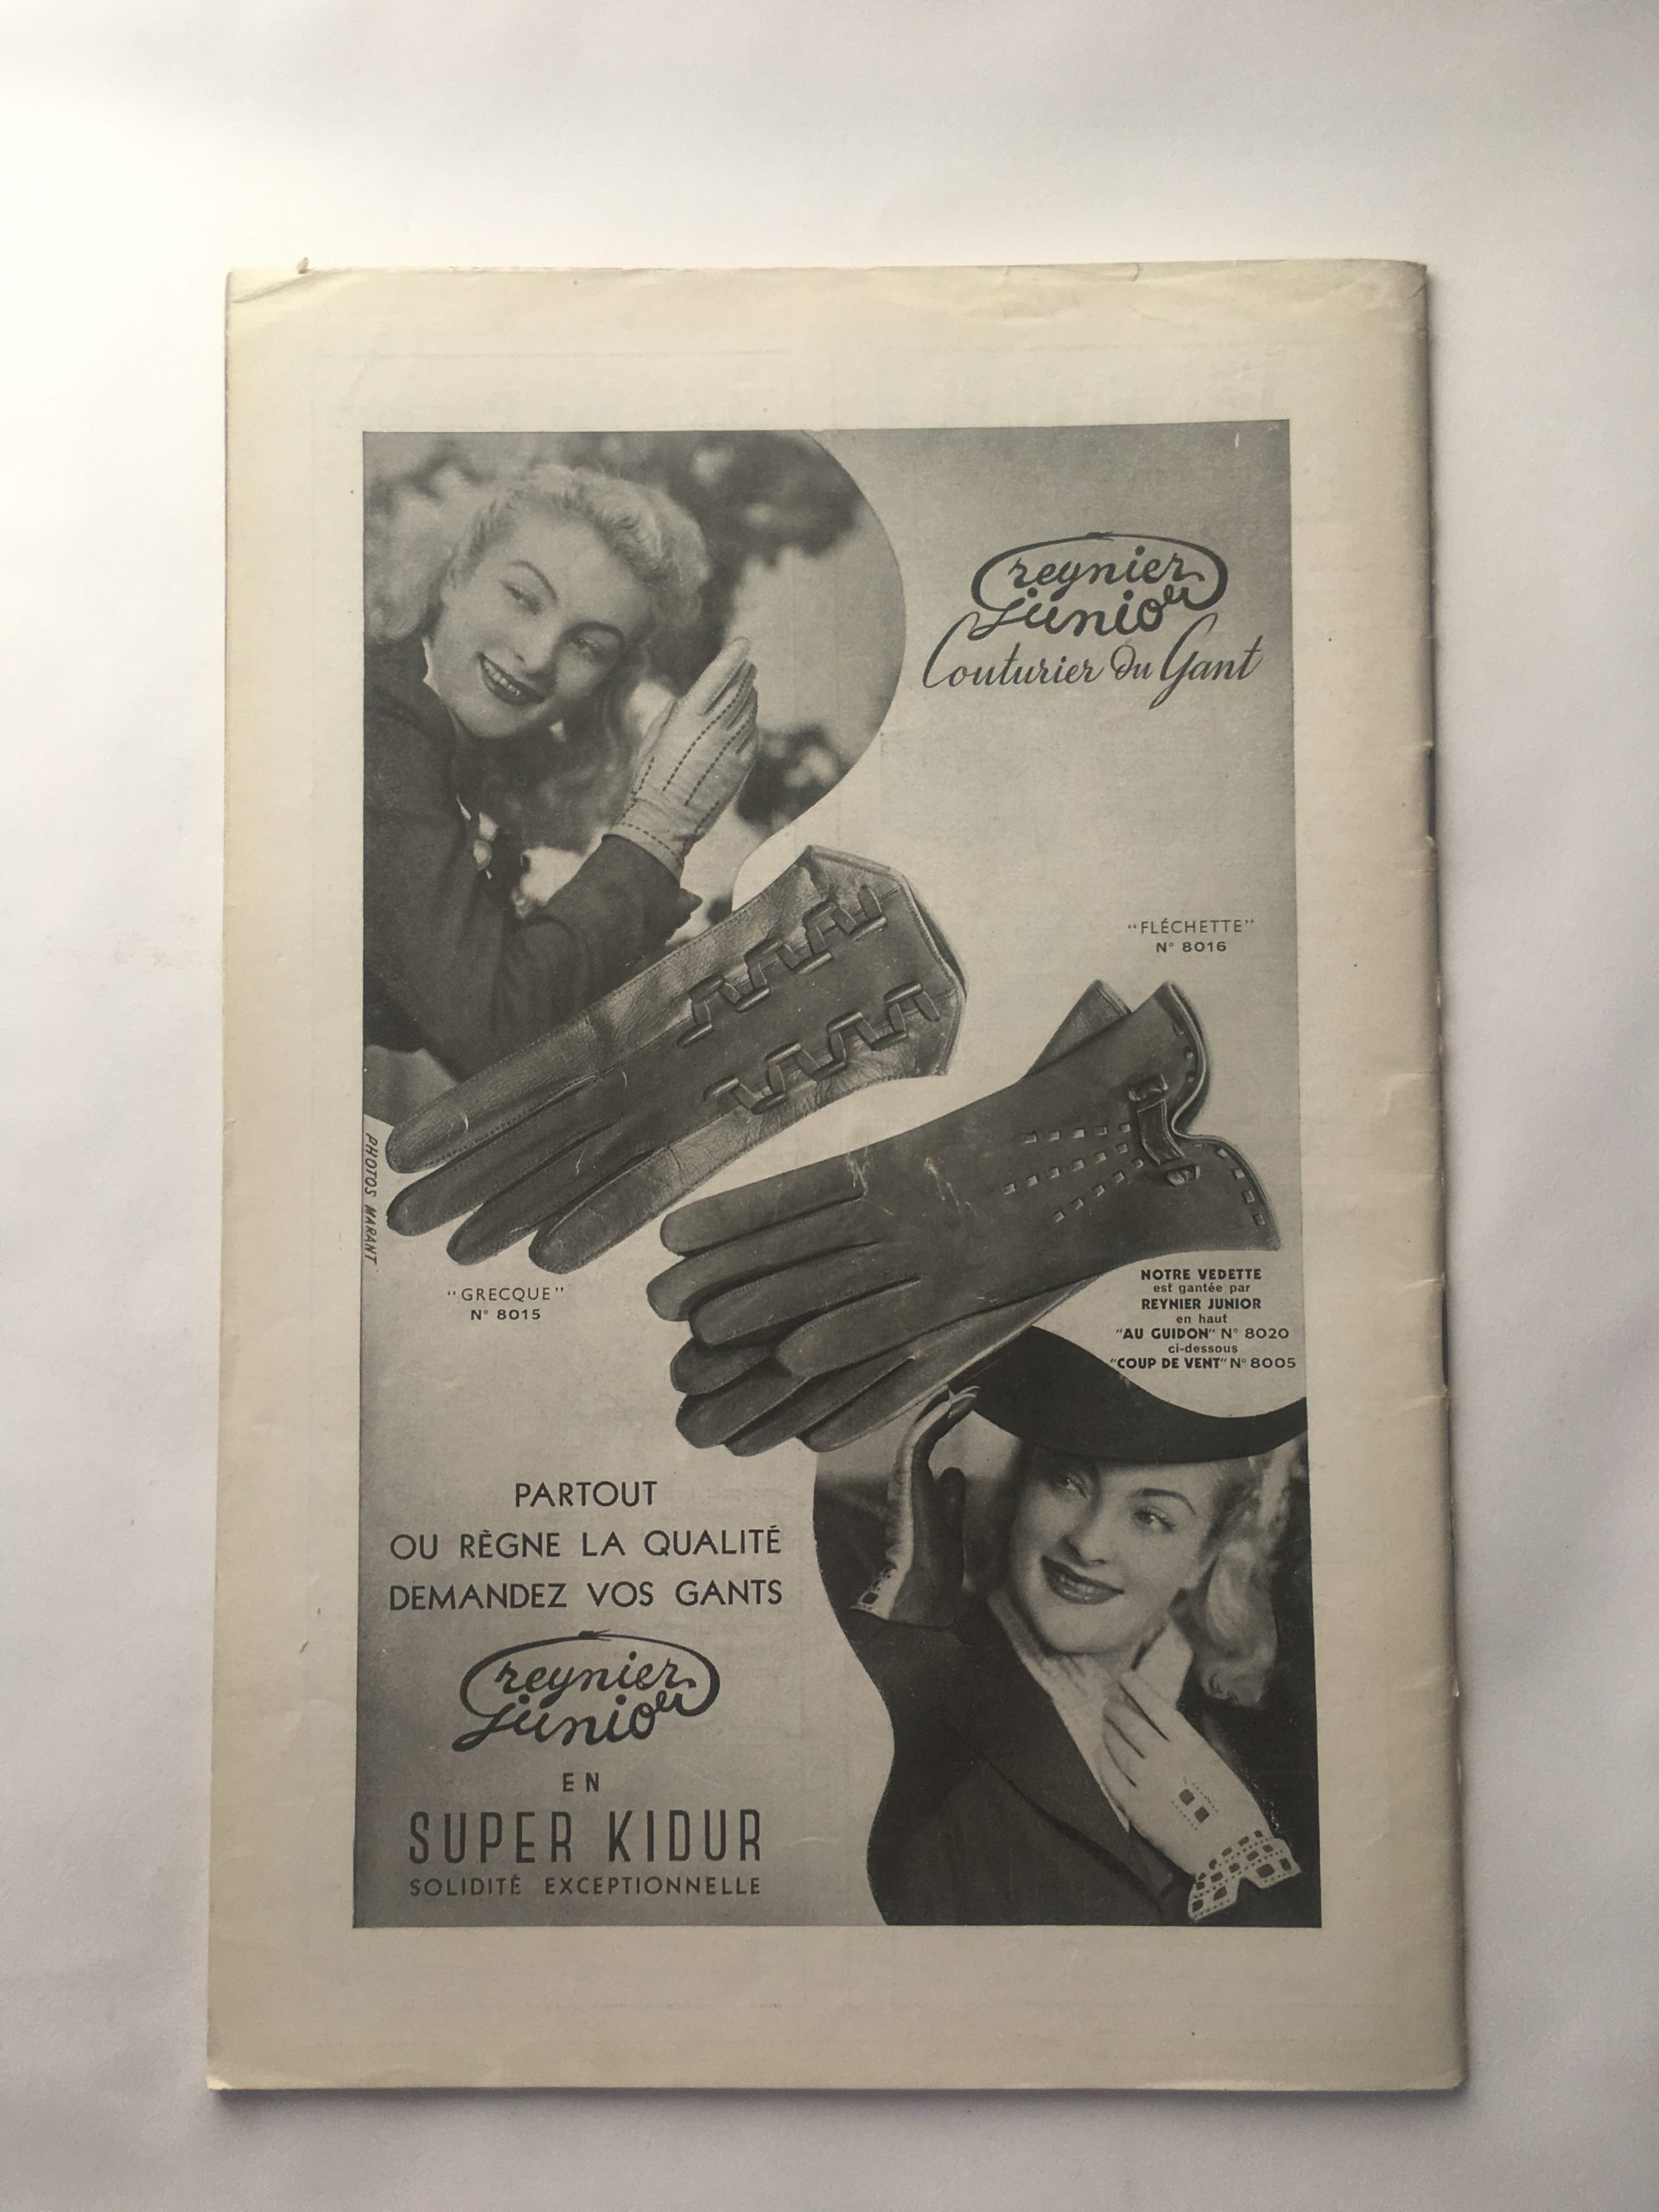 reynier
junior
Couturier du Gant
"FLÉCHETTE"
N° 8016
PHOTOS MARANT
"GRECQUE"
N° 8015
NOTRE VEDETTE
est gantée par
REYNIER JUNIOR
en haut
"AU GUIDON" N° 8020
ci-dessous
"COUP DE VENT" N° 8005
PARTOUT
OU RÈGNE LA QUALITÉ
DEMANDEZ VOS GANTS
reynier
junior
EN
SUPER KIDUR
SOLIDITÉ EXCEPTIONNELLE